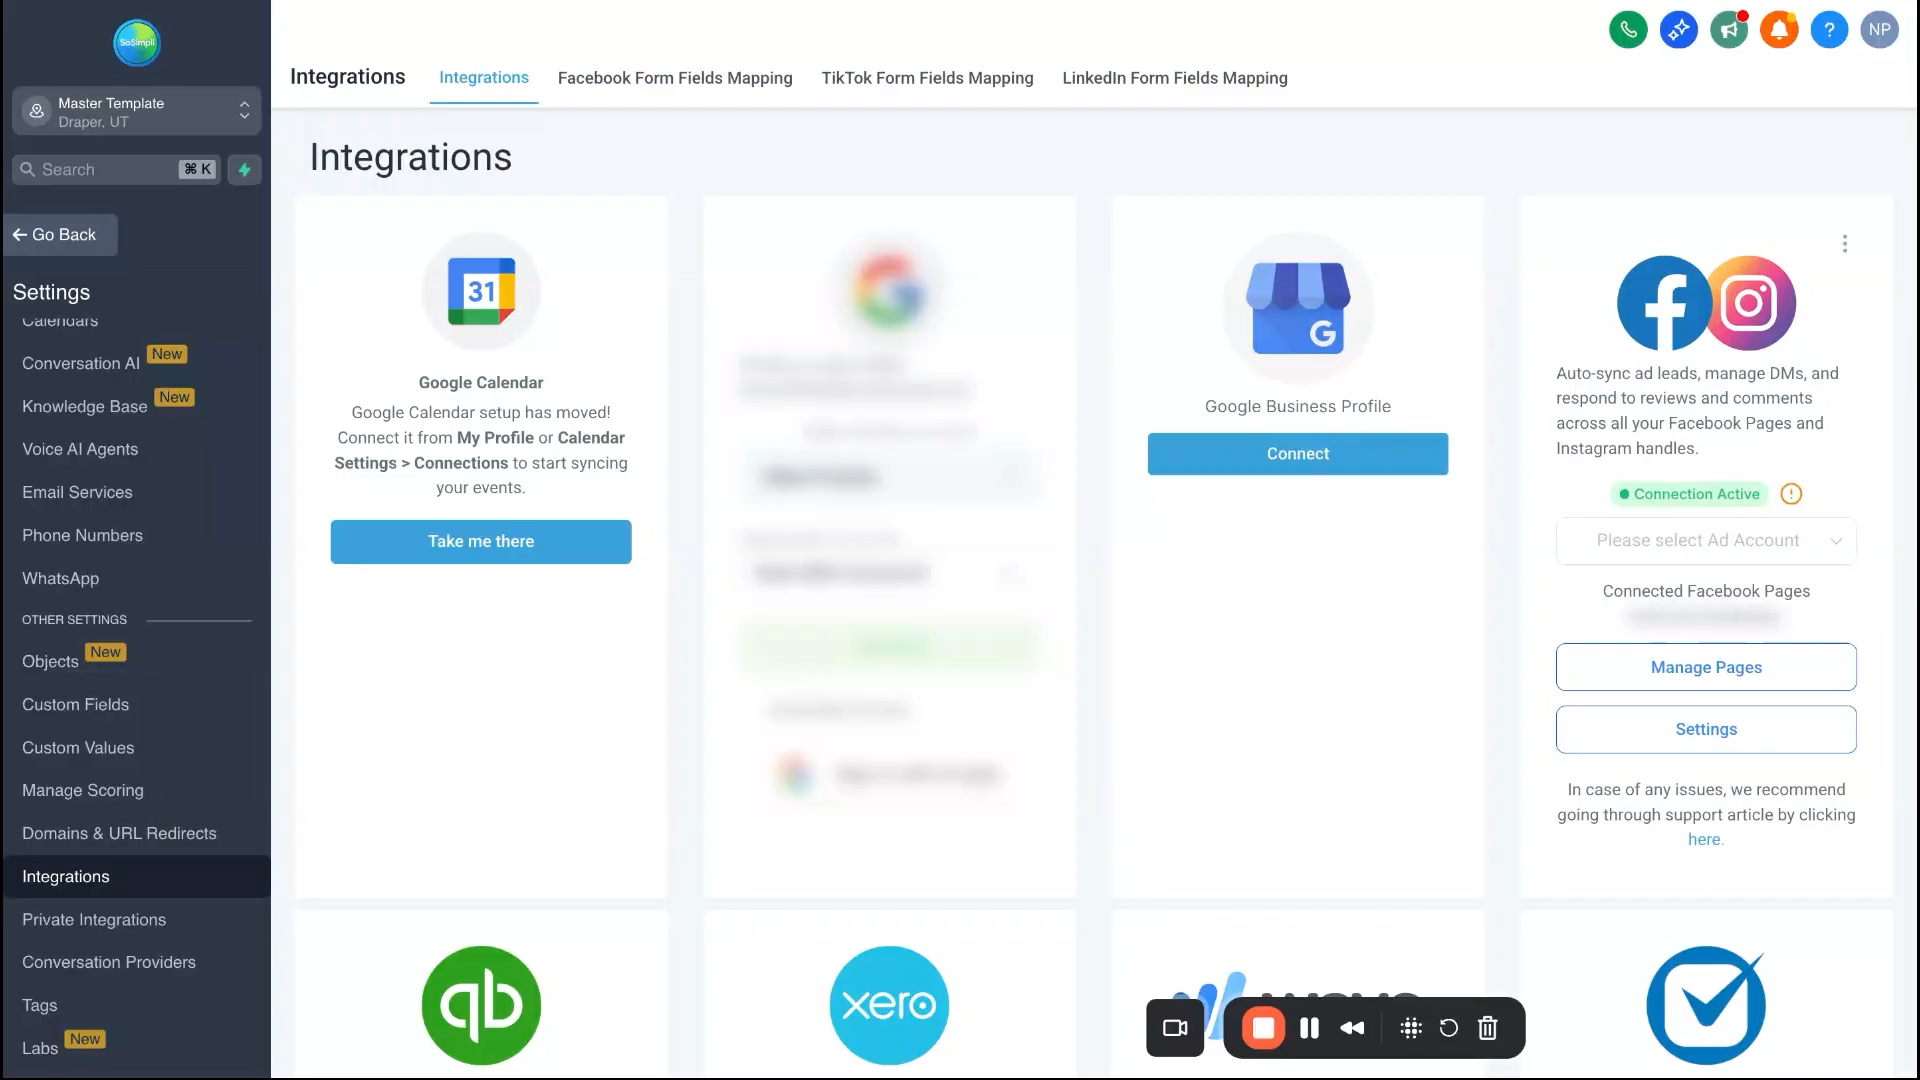 SoSimpli
Master Template
Draper, UT
Search
⌘ K
Go Back
Settings
Calendars
Conversation AI
New
Knowledge Base
New
Voice AI Agents
Email Services
Phone Numbers
WhatsApp
OTHER SETTINGS
Objects
New
Custom Fields
Custom Values
Manage Scoring
Domains & URL Redirects
Integrations
Private Integrations
Conversation Providers
Tags
Labs
New
Integrations
Integrations
Facebook Form Fields Mapping
TikTok Form Fields Mapping
LinkedIn Form Fields Mapping
?
NP
Integrations
31
Google Calendar
Google Calendar setup has moved!
Connect it from My Profile or Calendar
Settings > Connections to start syncing
your events.
Take me there
G
Google Business Profile
Connect
Auto-sync ad leads, manage DMs, and
respond to reviews and comments
across all your Facebook Pages and
Instagram handles.
Connection Active
Please select Ad Account
Connected Facebook Pages
Manage Pages
Settings
In case of any issues, we recommend
going through support article by clicking
here.
qb
xero